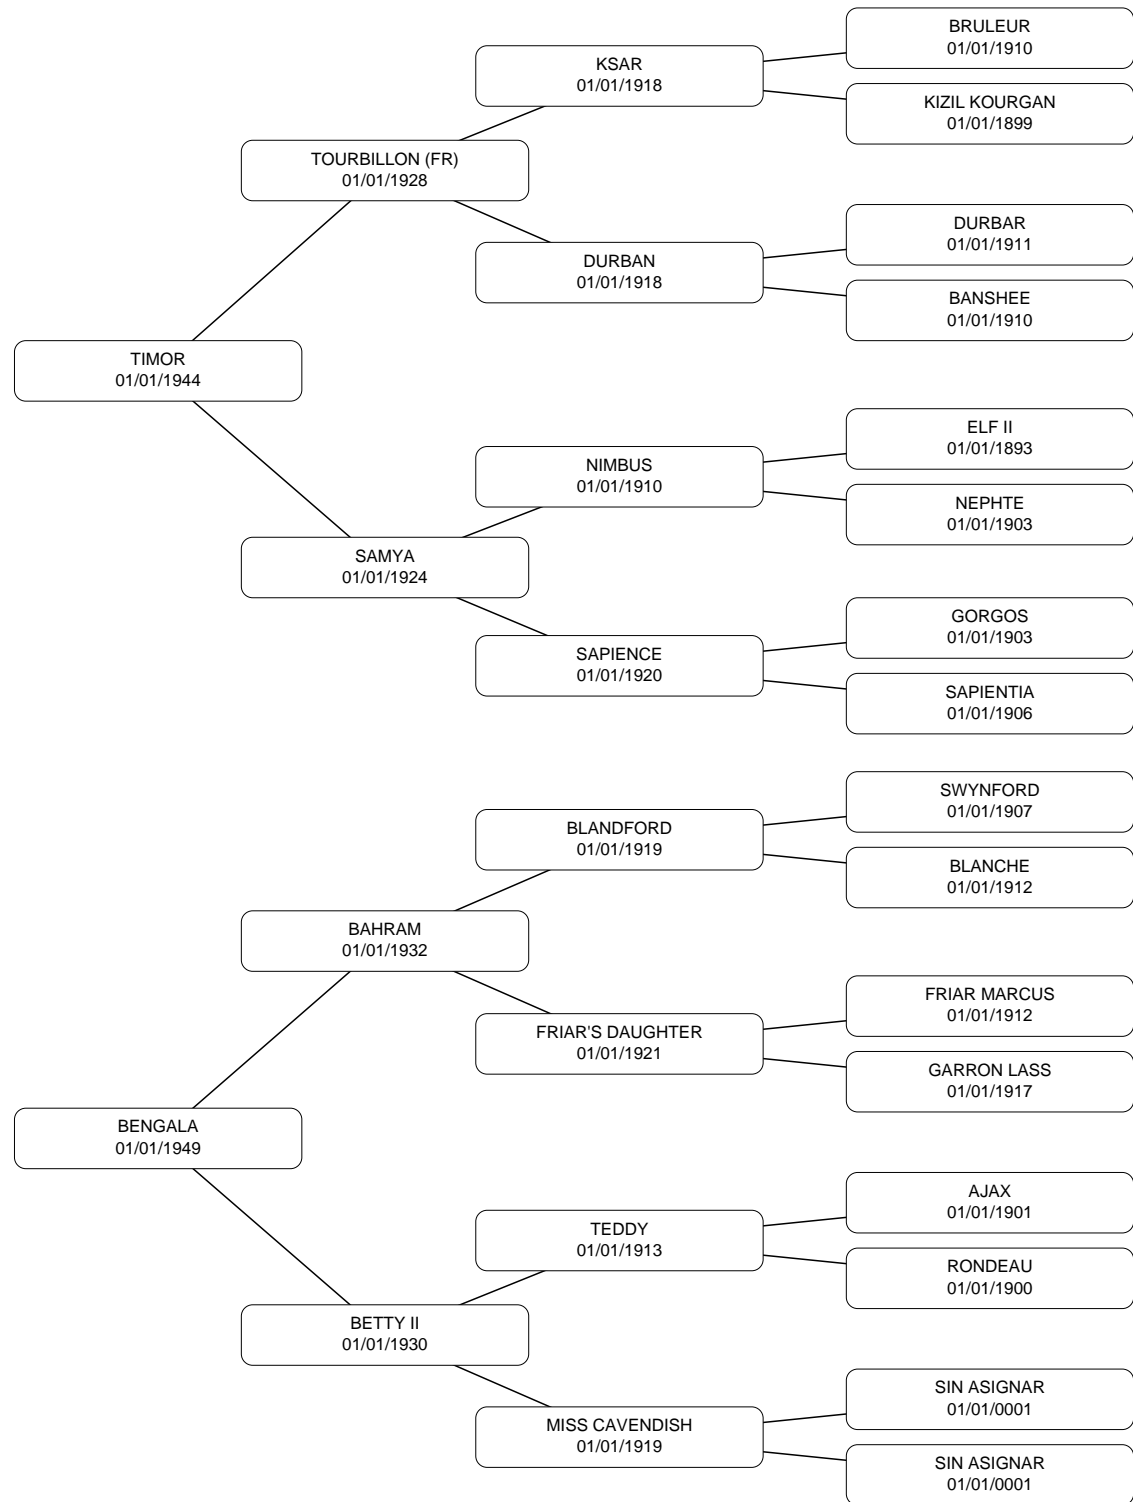 BRULEUR
01/01/1910
KSAR
01/01/1918
KIZIL KOURGAN
01/01/1899
TOURBILLON (FR)
01/01/1928
DURBAR
01/01/1911
DURBAN
01/01/1918
BANSHEE
01/01/1910
TIMOR
01/01/1944
ELF II
01/01/1893
NIMBUS
01/01/1910
NEPHTE
01/01/1903
SAMYA
01/01/1924
GORGOS
01/01/1903
SAPIENCE
01/01/1920
SAPIENTIA
01/01/1906
SWYNFORD
01/01/1907
BLANDFORD
01/01/1919
BLANCHE
01/01/1912
BAHRAM
01/01/1932
FRIAR MARCUS
01/01/1912
FRIAR'S DAUGHTER
01/01/1921
GARRON LASS
01/01/1917
BENGALA
01/01/1949
AJAX
01/01/1901
TEDDY
01/01/1913
RONDEAU
01/01/1900
BETTY II
01/01/1930
SIN ASIGNAR
01/01/0001
MISS CAVENDISH
01/01/1919
SIN ASIGNAR
01/01/0001